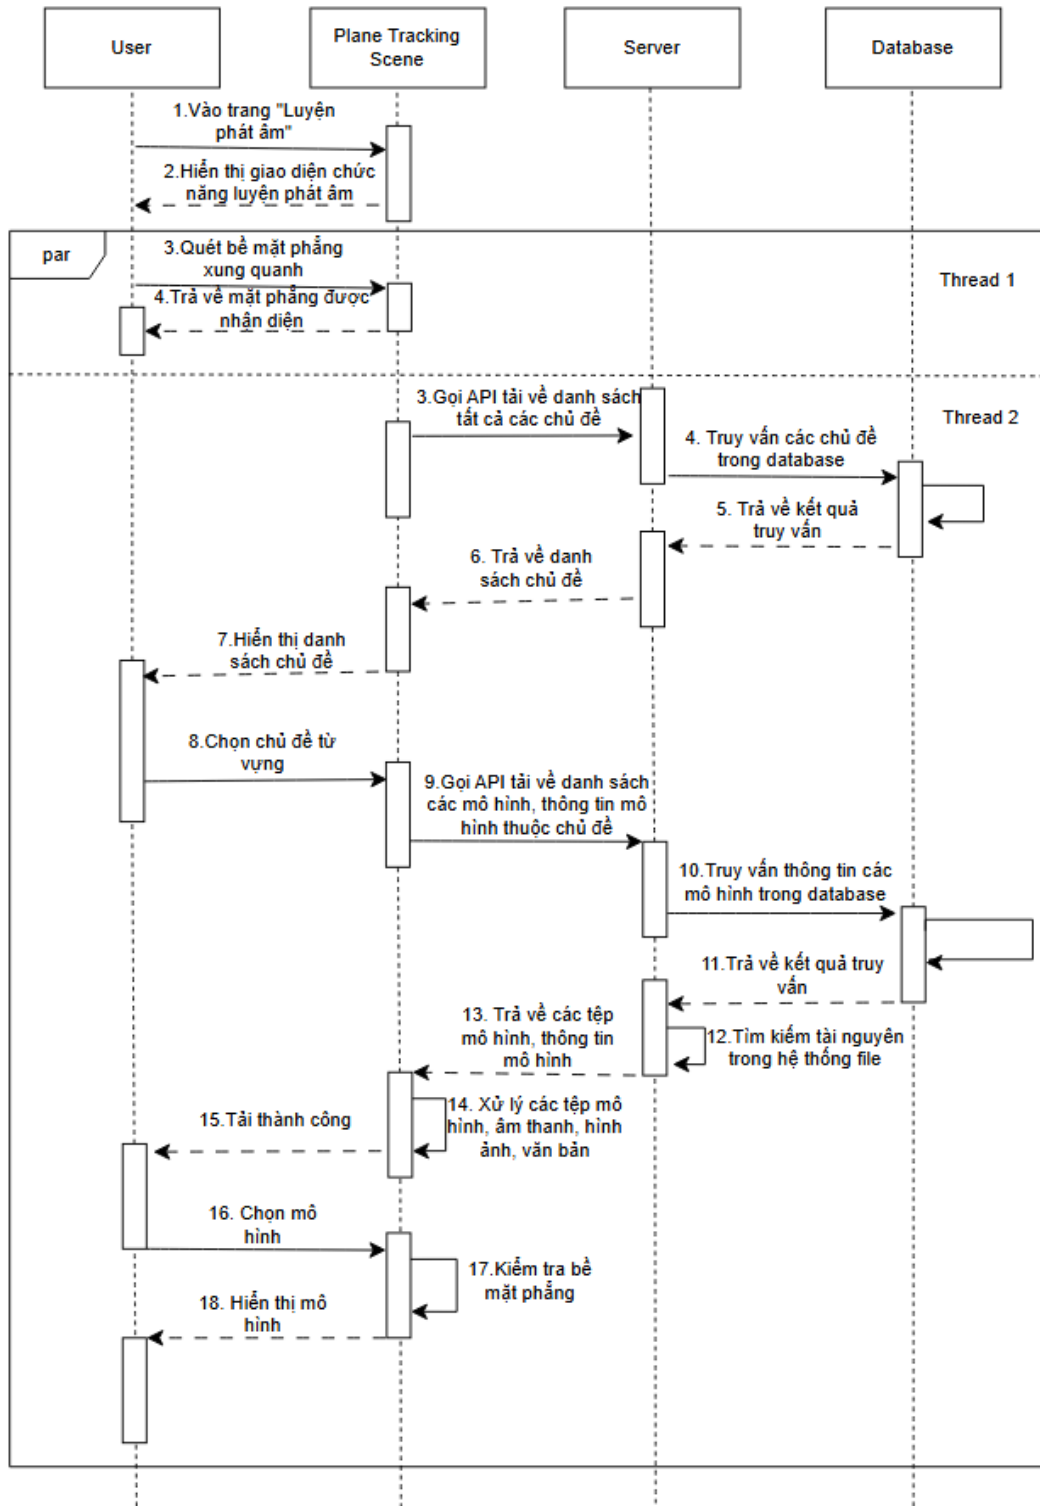 User
Plane Tracking
Scene
Server
Database
1.Vào trang "Luyện
phát âm"
2.Hiển thị giao diện chức
năng luyện phát âm
par
3.Quét bề mặt phẳng
xung quanh
Thread 1
4.Trả về mặt phẳng được
nhận diện
3.Gọi API tải về danh sách
tất cả các chủ đề
Thread 2
4. Truy vấn các chủ đề
trong database
5. Trả về kết quả
truy vấn
6. Trả về danh
sách chủ đề
7.Hiển thị danh
sách chủ đề
8.Chọn chủ đề từ
vựng
9.Gọi API tải về danh sách
các mô hình, thông tin mô
hình thuộc chủ đề
10.Truy vấn thông tin các
mô hình trong database
11.Trả về kết quả truy
vấn
12.Tìm kiếm tài nguyên
trong hệ thống file
13. Trả về các tệp
mô hình, thông tin
mô hình
14. Xử lý các tệp mô
hình, âm thanh, hình
ảnh, văn bản
15.Tải thành công
16. Chọn mô
hình
17.Kiểm tra bề
mặt phẳng
18. Hiển thị mô
hình